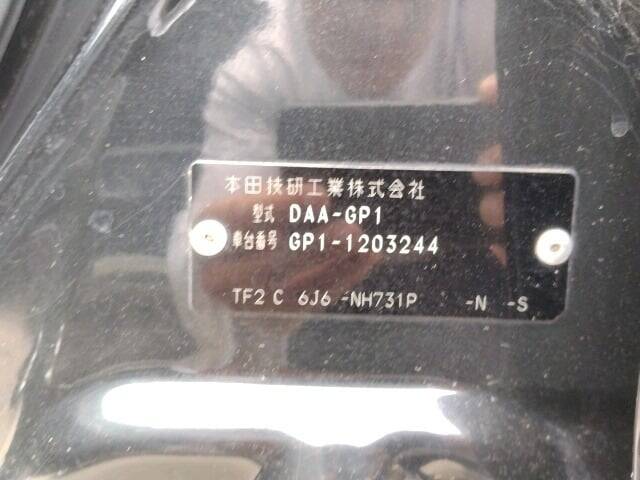 本田技研工業株式会社
型式 DAA-GP1
車台番号 GP1-1203244
TF2 C 6J6 -NH731P -N -S